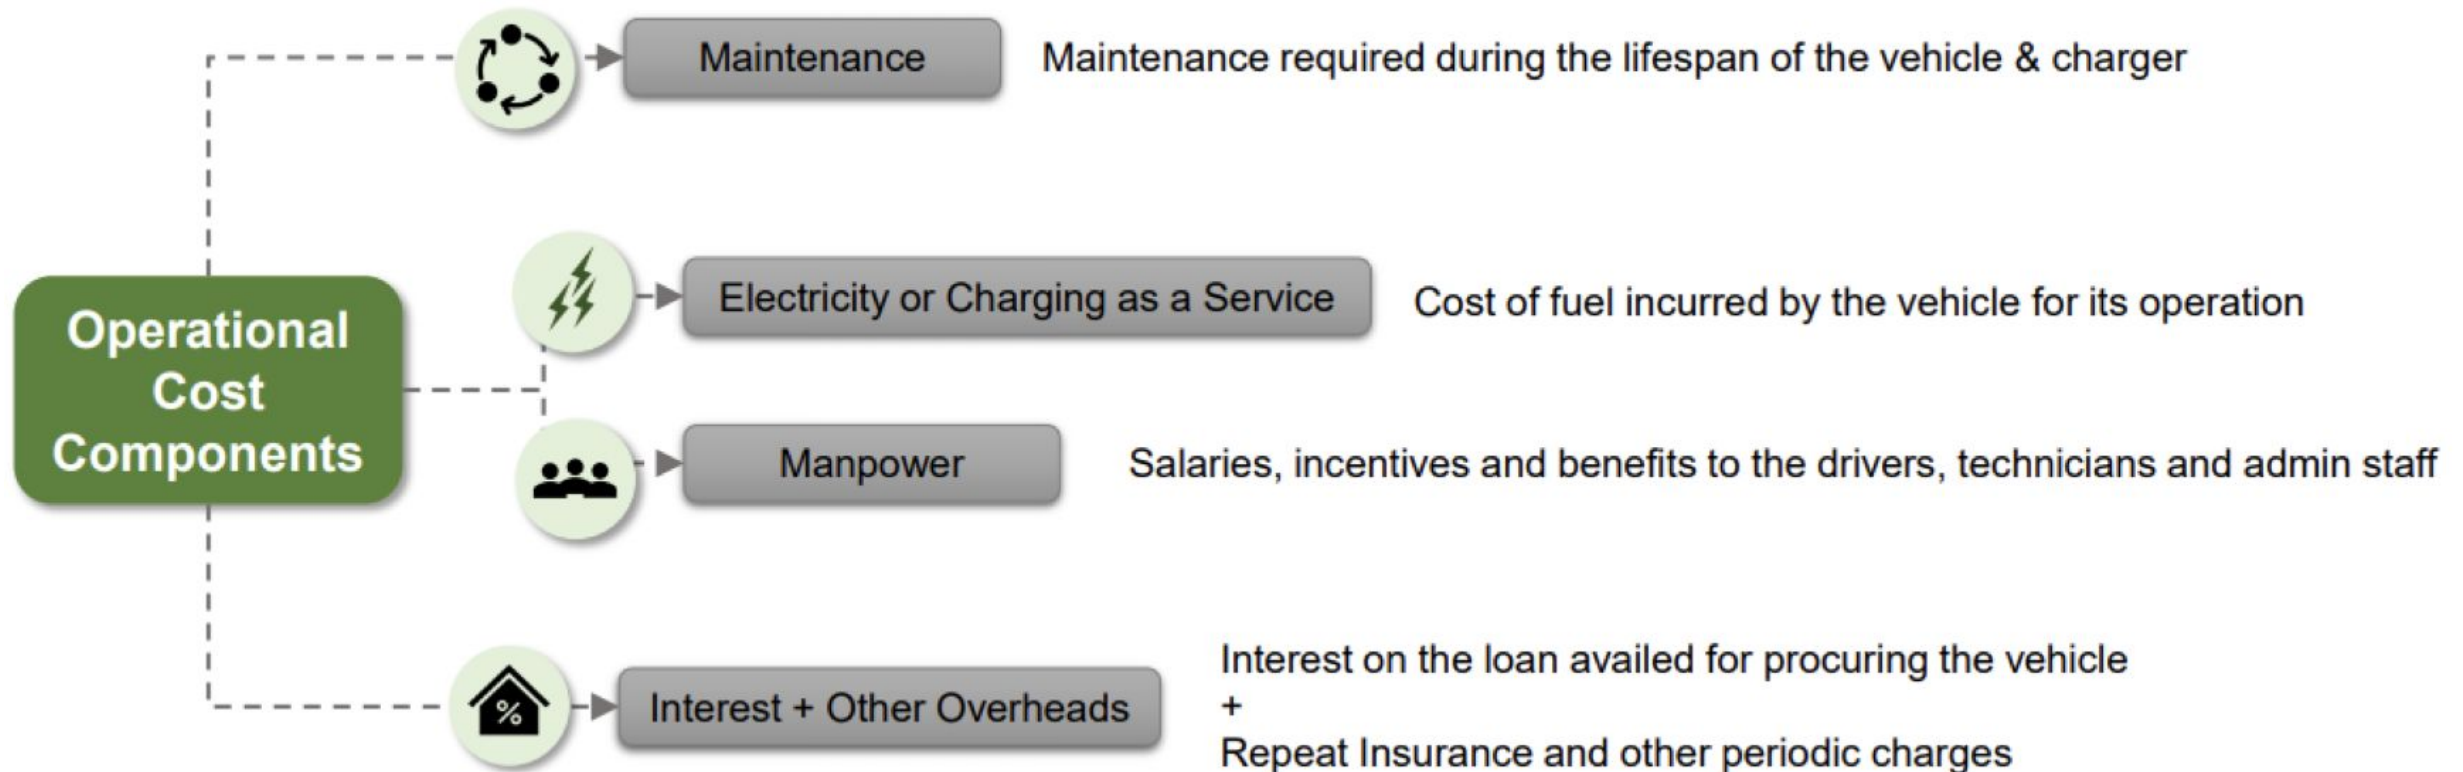 Maintenance
Maintenance required during the lifespan of the vehicle & charger
Electricity or Charging as a Service
Cost of fuel incurred by the vehicle for its operation
Operational
Cost
Components
Manpower
Salaries, incentives and benefits to the drivers, technicians and admin staff
%
Interest + Other Overheads
Interest on the loan availed for procuring the vehicle
+
Repeat Insurance and other periodic charges